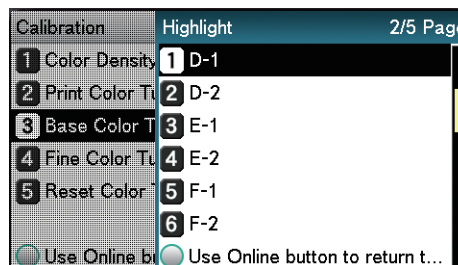 Calibration
1 Color Density
2 Print Color Tu
3 Base Color T
4 Fine Color Tu
5 Reset Color T
Use Online bu
Highlight 2/5 Page
1 D-1
2 D-2
3 E-1
4 E-2
5 F-1
6 F-2
Use Online button to return t...